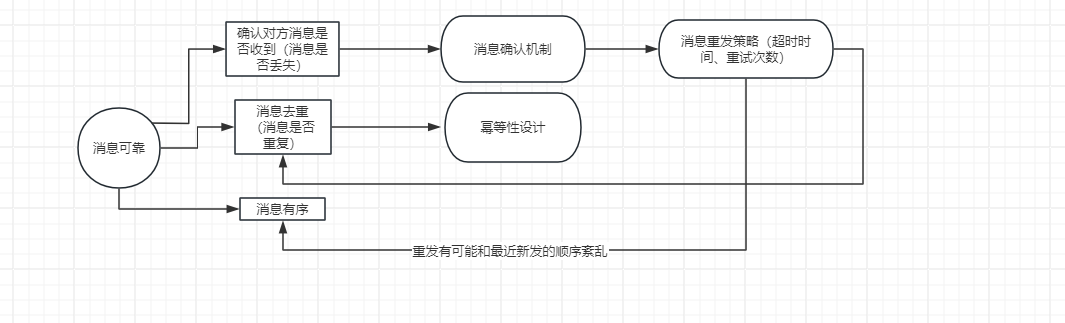 确认对方消息是
否收到（消息是
否丢失）
消息确认机制
消息重发策略（超时时
间、重试次数）
消息去重
（消息是否
重复）
幂等性设计
消息可靠
消息有序
重发有可能和最近新发的顺序紊乱